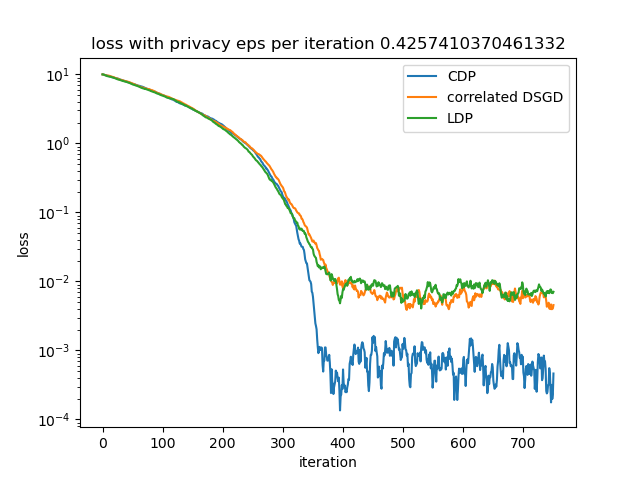 loss with privacy eps per iteration 0.4257410370461332
CDP
correlated DSGD
LDP
10¹
10⁰
10⁻¹
10⁻²
10⁻³
10⁻⁴
loss
0 100 200 300 400 500 600 700
iteration